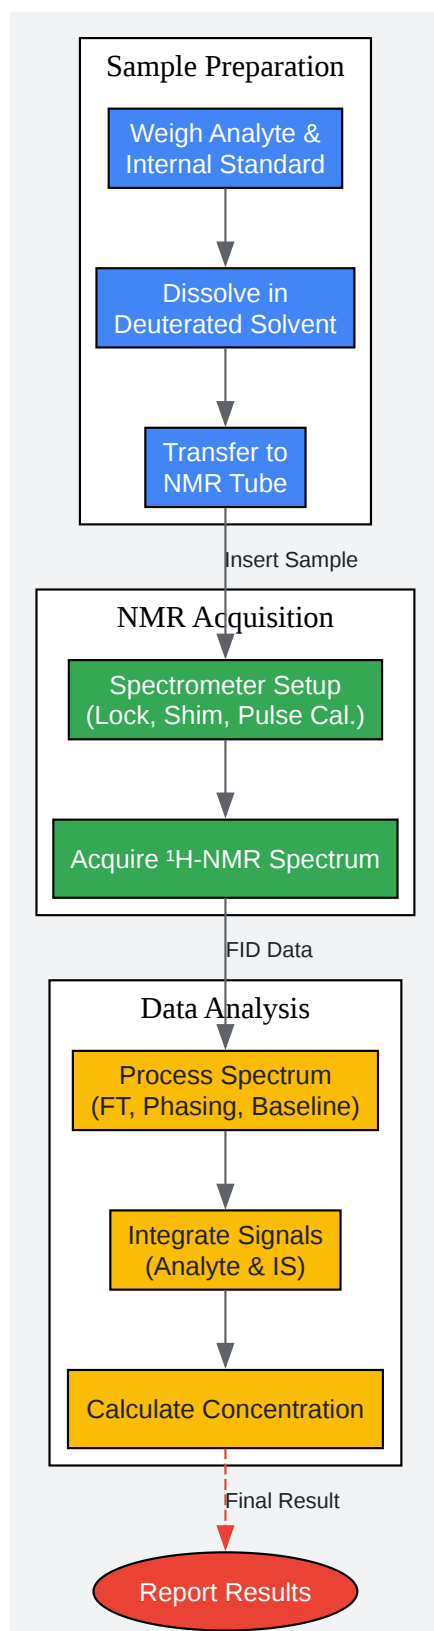 Sample Preparation
Weigh Analyte &
Internal Standard
Dissolve in
Deuterated Solvent
Transfer to
NMR Tube
Insert Sample
NMR Acquisition
Spectrometer Setup
(Lock, Shim, Pulse Cal.)
Acquire ¹H-NMR Spectrum
FID Data
Data Analysis
Process Spectrum
(FT, Phasing, Baseline)
Integrate Signals
(Analyte & IS)
Calculate Concentration
Final Result
Report Results